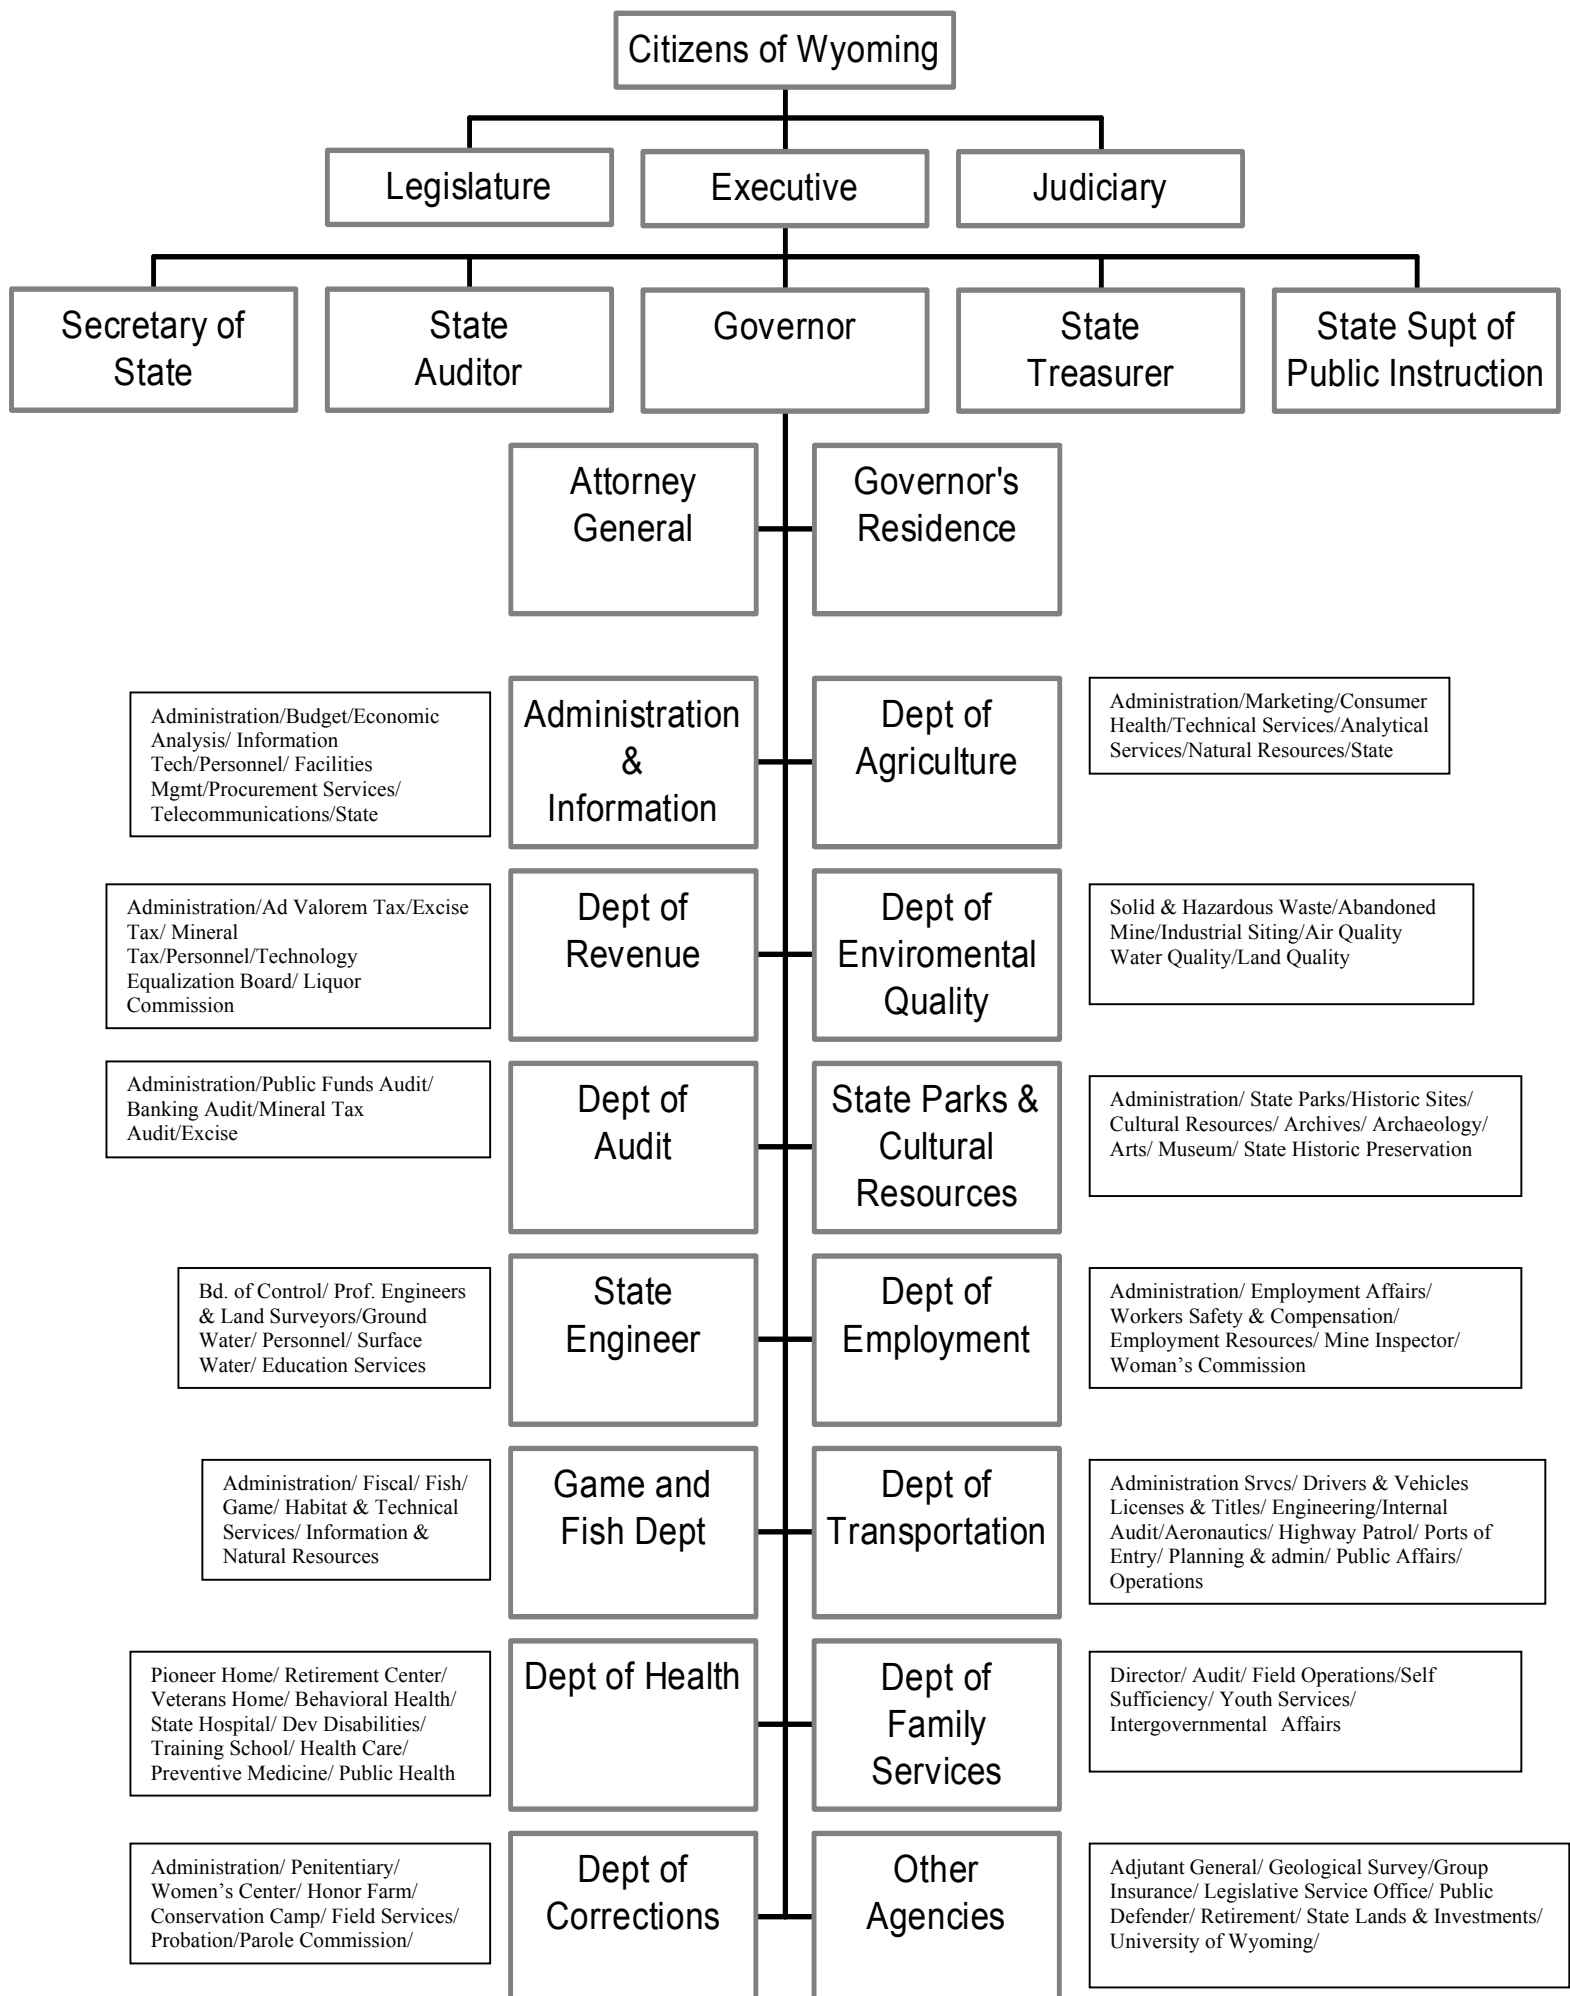 Citizens of Wyoming
Legislature
Executive
Judiciary
Secretary of
State
State
Auditor
Governor
State
Treasurer
State Supt of
Public Instruction
Attorney
General
Governor's
Residence
Administration/Budget/Economic
Analysis/ Information
Tech/Personnel/ Facilities
Mgmt/Procurement Services/
Telecommunications/State
Administration
&
Information
Dept of
Agriculture
Administration/Marketing/Consumer
Health/Technical Services/Analytical
Services/Natural Resources/State
Administration/Ad Valorem Tax/Excise
Tax/ Mineral
Tax/Personnel/Technology
Equalization Board/ Liquor
Commission
Dept of
Revenue
Dept of
Enviromental
Quality
Solid & Hazardous Waste/Abandoned
Mine/Industrial Siting/Air Quality
Water Quality/Land Quality
Administration/Public Funds Audit/
Banking Audit/Mineral Tax
Audit/Excise
Dept of
Audit
State Parks &
Cultural
Resources
Administration/ State Parks/Historic Sites/
Cultural Resources/ Archives/ Archaeology/
Arts/ Museum/ State Historic Preservation
Bd. of Control/ Prof. Engineers
& Land Surveyors/Ground
Water/ Personnel/ Surface
Water/ Education Services
State
Engineer
Dept of
Employment
Administration/ Employment Affairs/
Workers Safety & Compensation/
Employment Resources/ Mine Inspector/
Woman’s Commission
Administration/ Fiscal/ Fish/
Game/ Habitat & Technical
Services/ Information &
Natural Resources
Game and
Fish Dept
Dept of
Transportation
Administration Srvcs/ Drivers & Vehicles
Licenses & Titles/ Engineering/Internal
Audit/Aeronautics/ Highway Patrol/ Ports of
Entry/ Planning & admin/ Public Affairs/
Operations
Pioneer Home/ Retirement Center/
Veterans Home/ Behavioral Health/
State Hospital/ Dev Disabilities/
Training School/ Health Care/
Preventive Medicine/ Public Health
Dept of Health
Dept of
Family
Services
Director/ Audit/ Field Operations/Self
Sufficiency/ Youth Services/
Intergovernmental Affairs
Administration/ Penitentiary/
Women’s Center/ Honor Farm/
Conservation Camp/ Field Services/
Probation/Parole Commission/
Dept of
Corrections
Other
Agencies
Adjutant General/ Geological Survey/Group
Insurance/ Legislative Service Office/ Public
Defender/ Retirement/ State Lands & Investments/
University of Wyoming/